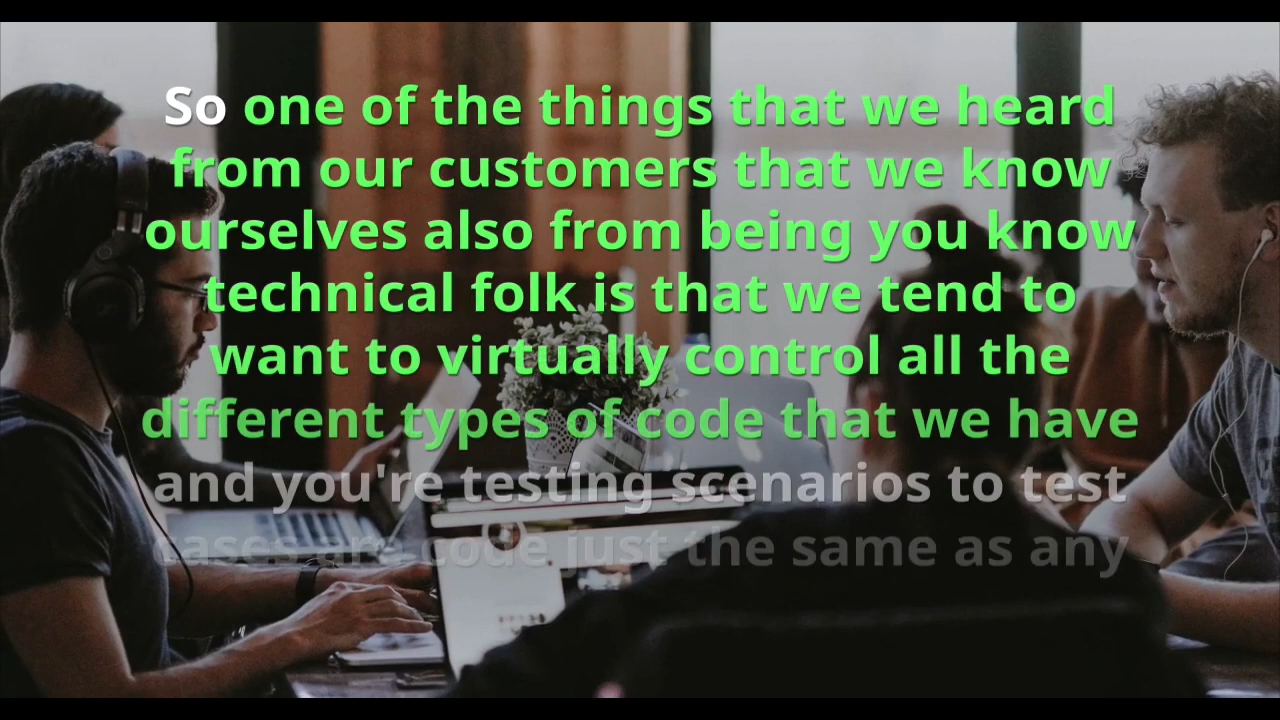 So one of the things that we heard
from our customers that we know
ourselves also from being you know
technical folk is that we tend to
want to virtually control all the
different types of code that we have
and you're testing scenarios to test
cases are code just the same as any